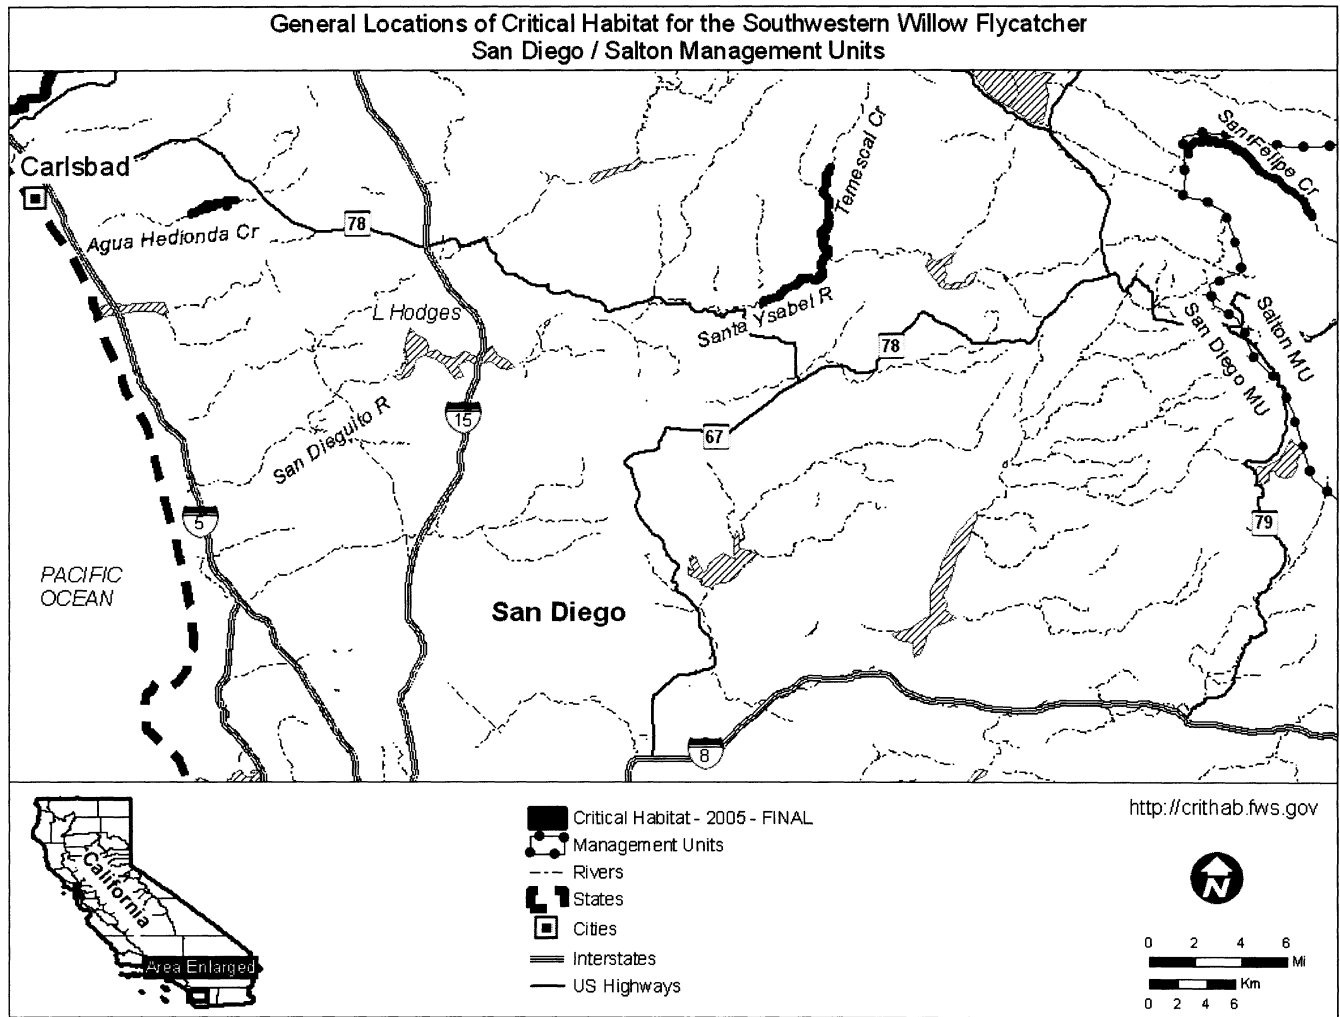 General Locations of Critical Habitat for the Southwestern Willow Flycatcher
San Diego / Salton Management Units
Carlsbad
Agua Hedionda Cr
78
Temescal Cr
San Felipe Cr
L Hodges
Santa Ysabel R
78
Salton MU
San Diego MU
San Dieguito R
15
67
5
79
PACIFIC
OCEAN
San Diego
8
California
Area Enlarged
Critical Habitat - 2005 - FINAL
Management Units
Rivers
States
Cities
Interstates
US Highways
http://crithab.fws.gov
N
0 2 4 6
Mi
Km
0 2 4 6